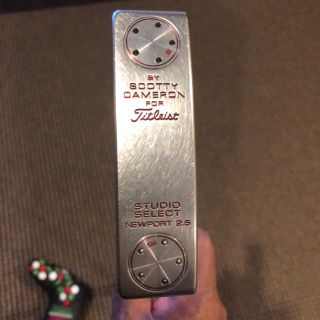 BY
SCOTTY
CAMERON
FOR
Titleist
STUDIO
SELECT
NEWPORT 2.5